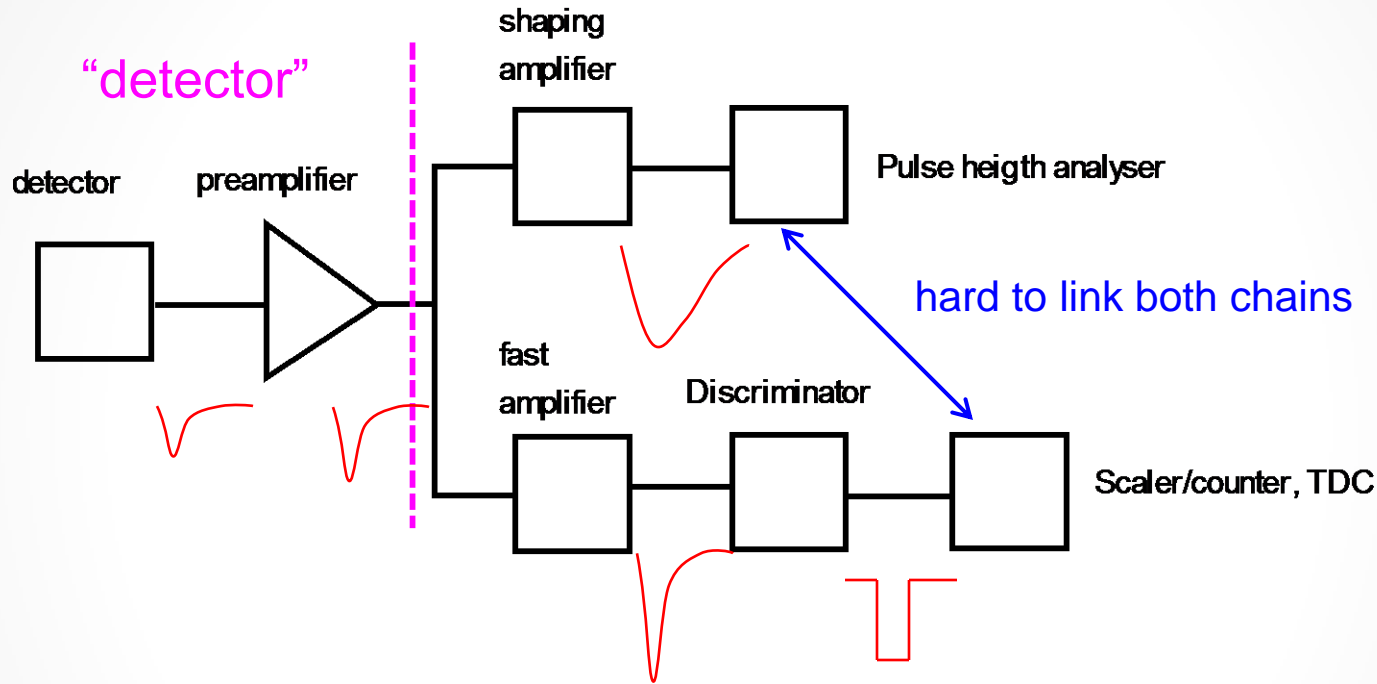 “detector”
detector
preamplifier
shaping
amplifier
Pulse heigth analyser
hard to link both chains
fast
amplifier
Discriminator
Scaler/counter, TDC